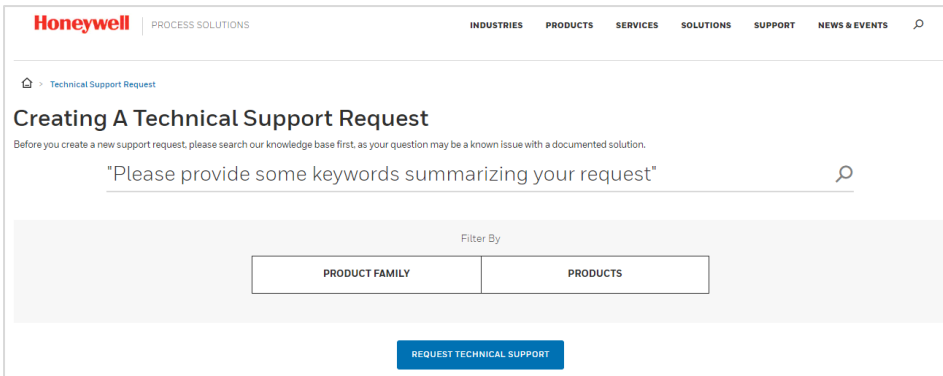 Honeywell PROCESS SOLUTIONS INDUSTRIES PRODUCTS SERVICES SOLUTIONS SUPPORT NEWS & EVENTS
> Technical Support Request
Creating A Technical Support Request
Before you create a new support request, please search our knowledge base first, as your question may be a known issue with a documented solution.
"Please provide some keywords summarizing your request"
Filter By
PRODUCT FAMILY PRODUCTS
REQUEST TECHNICAL SUPPORT